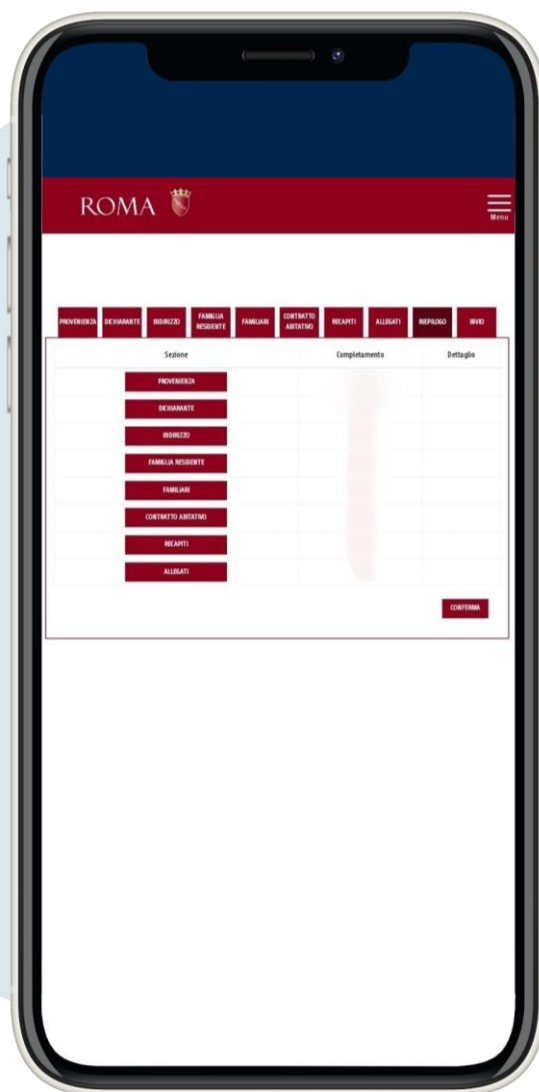 ROMA
Menu
PROVENIENZA DICHIARANTE INDIRIZZO FAMIGLIA RESIDENTE FAMILIARI CONTRATTO ABITATIVO RECAPITI ALLEGATI RIEPILOGO INVIO
Sezione Completamento Dettaglio
PROVENIENZA
DICHIARANTE
INDIRIZZO
FAMIGLIA RESIDENTE
FAMILIARI
CONTRATTO ABITATIVO
RECAPITI
ALLEGATI
CONFERMA